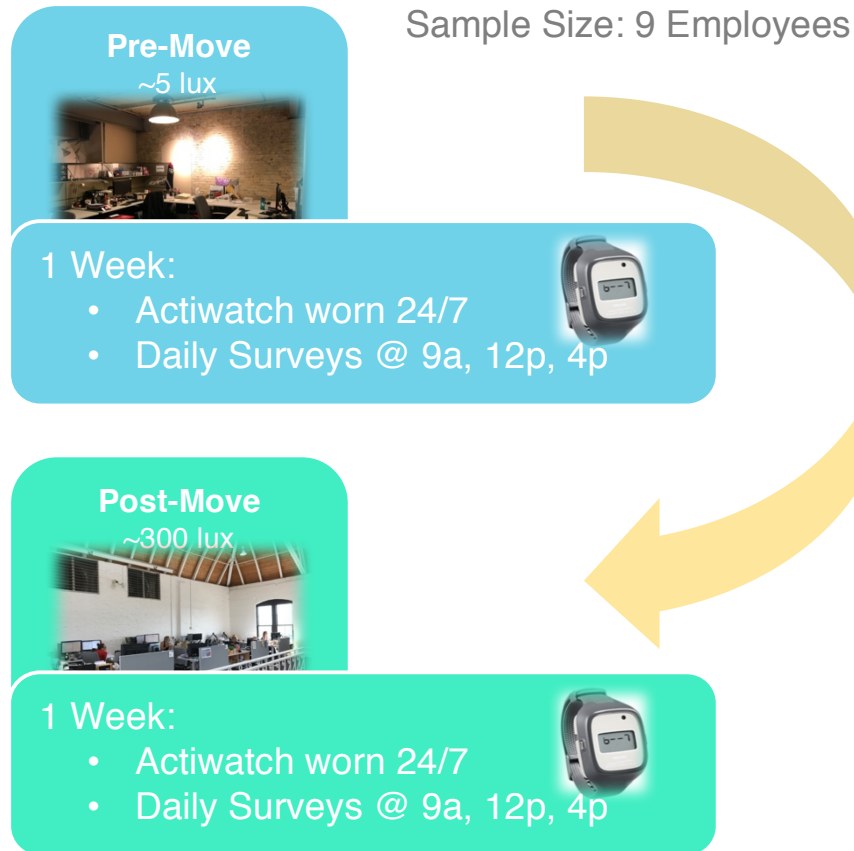 Sample Size: 9 Employees
Pre-Move
~5 lux
1 Week:
• Actiwatch worn 24/7
• Daily Surveys @ 9a, 12p, 4p
Post-Move
~300 lux
1 Week:
• Actiwatch worn 24/7
• Daily Surveys @ 9a, 12p, 4p